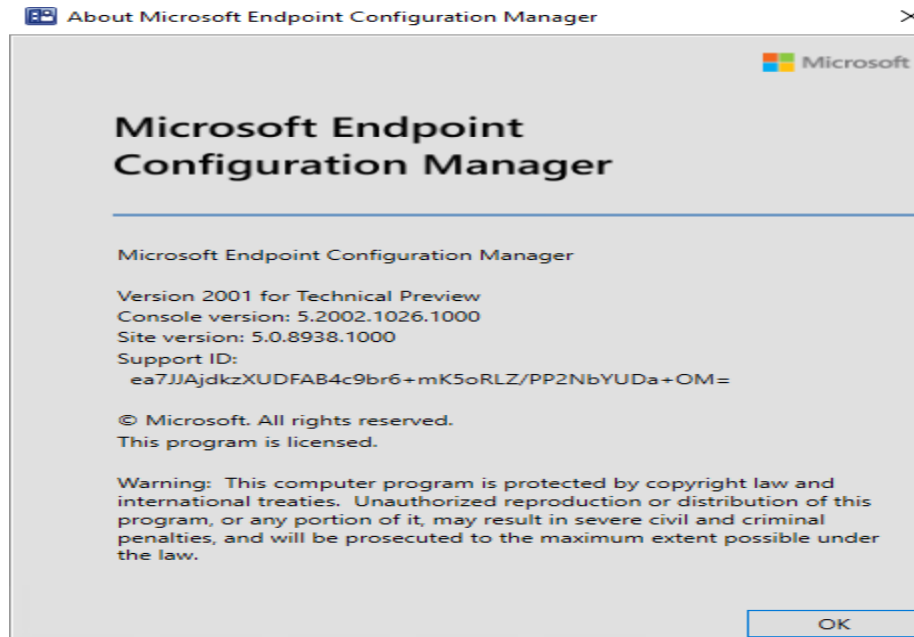 About Microsoft Endpoint Configuration Manager
Microsoft
Microsoft Endpoint
Configuration Manager
Microsoft Endpoint Configuration Manager
Version 2001 for Technical Preview
Console version: 5.2002.1026.1000
Site version: 5.0.8938.1000
Support ID:
ea7JJAjdkzXUDFAB4c9br6+mK5oRLZ/PP2NbYUDa+OM=
© Microsoft. All rights reserved.
This program is licensed.
Warning: This computer program is protected by copyright law and
international treaties. Unauthorized reproduction or distribution of this
program, or any portion of it, may result in severe civil and criminal
penalties, and will be prosecuted to the maximum extent possible under
the law.
OK